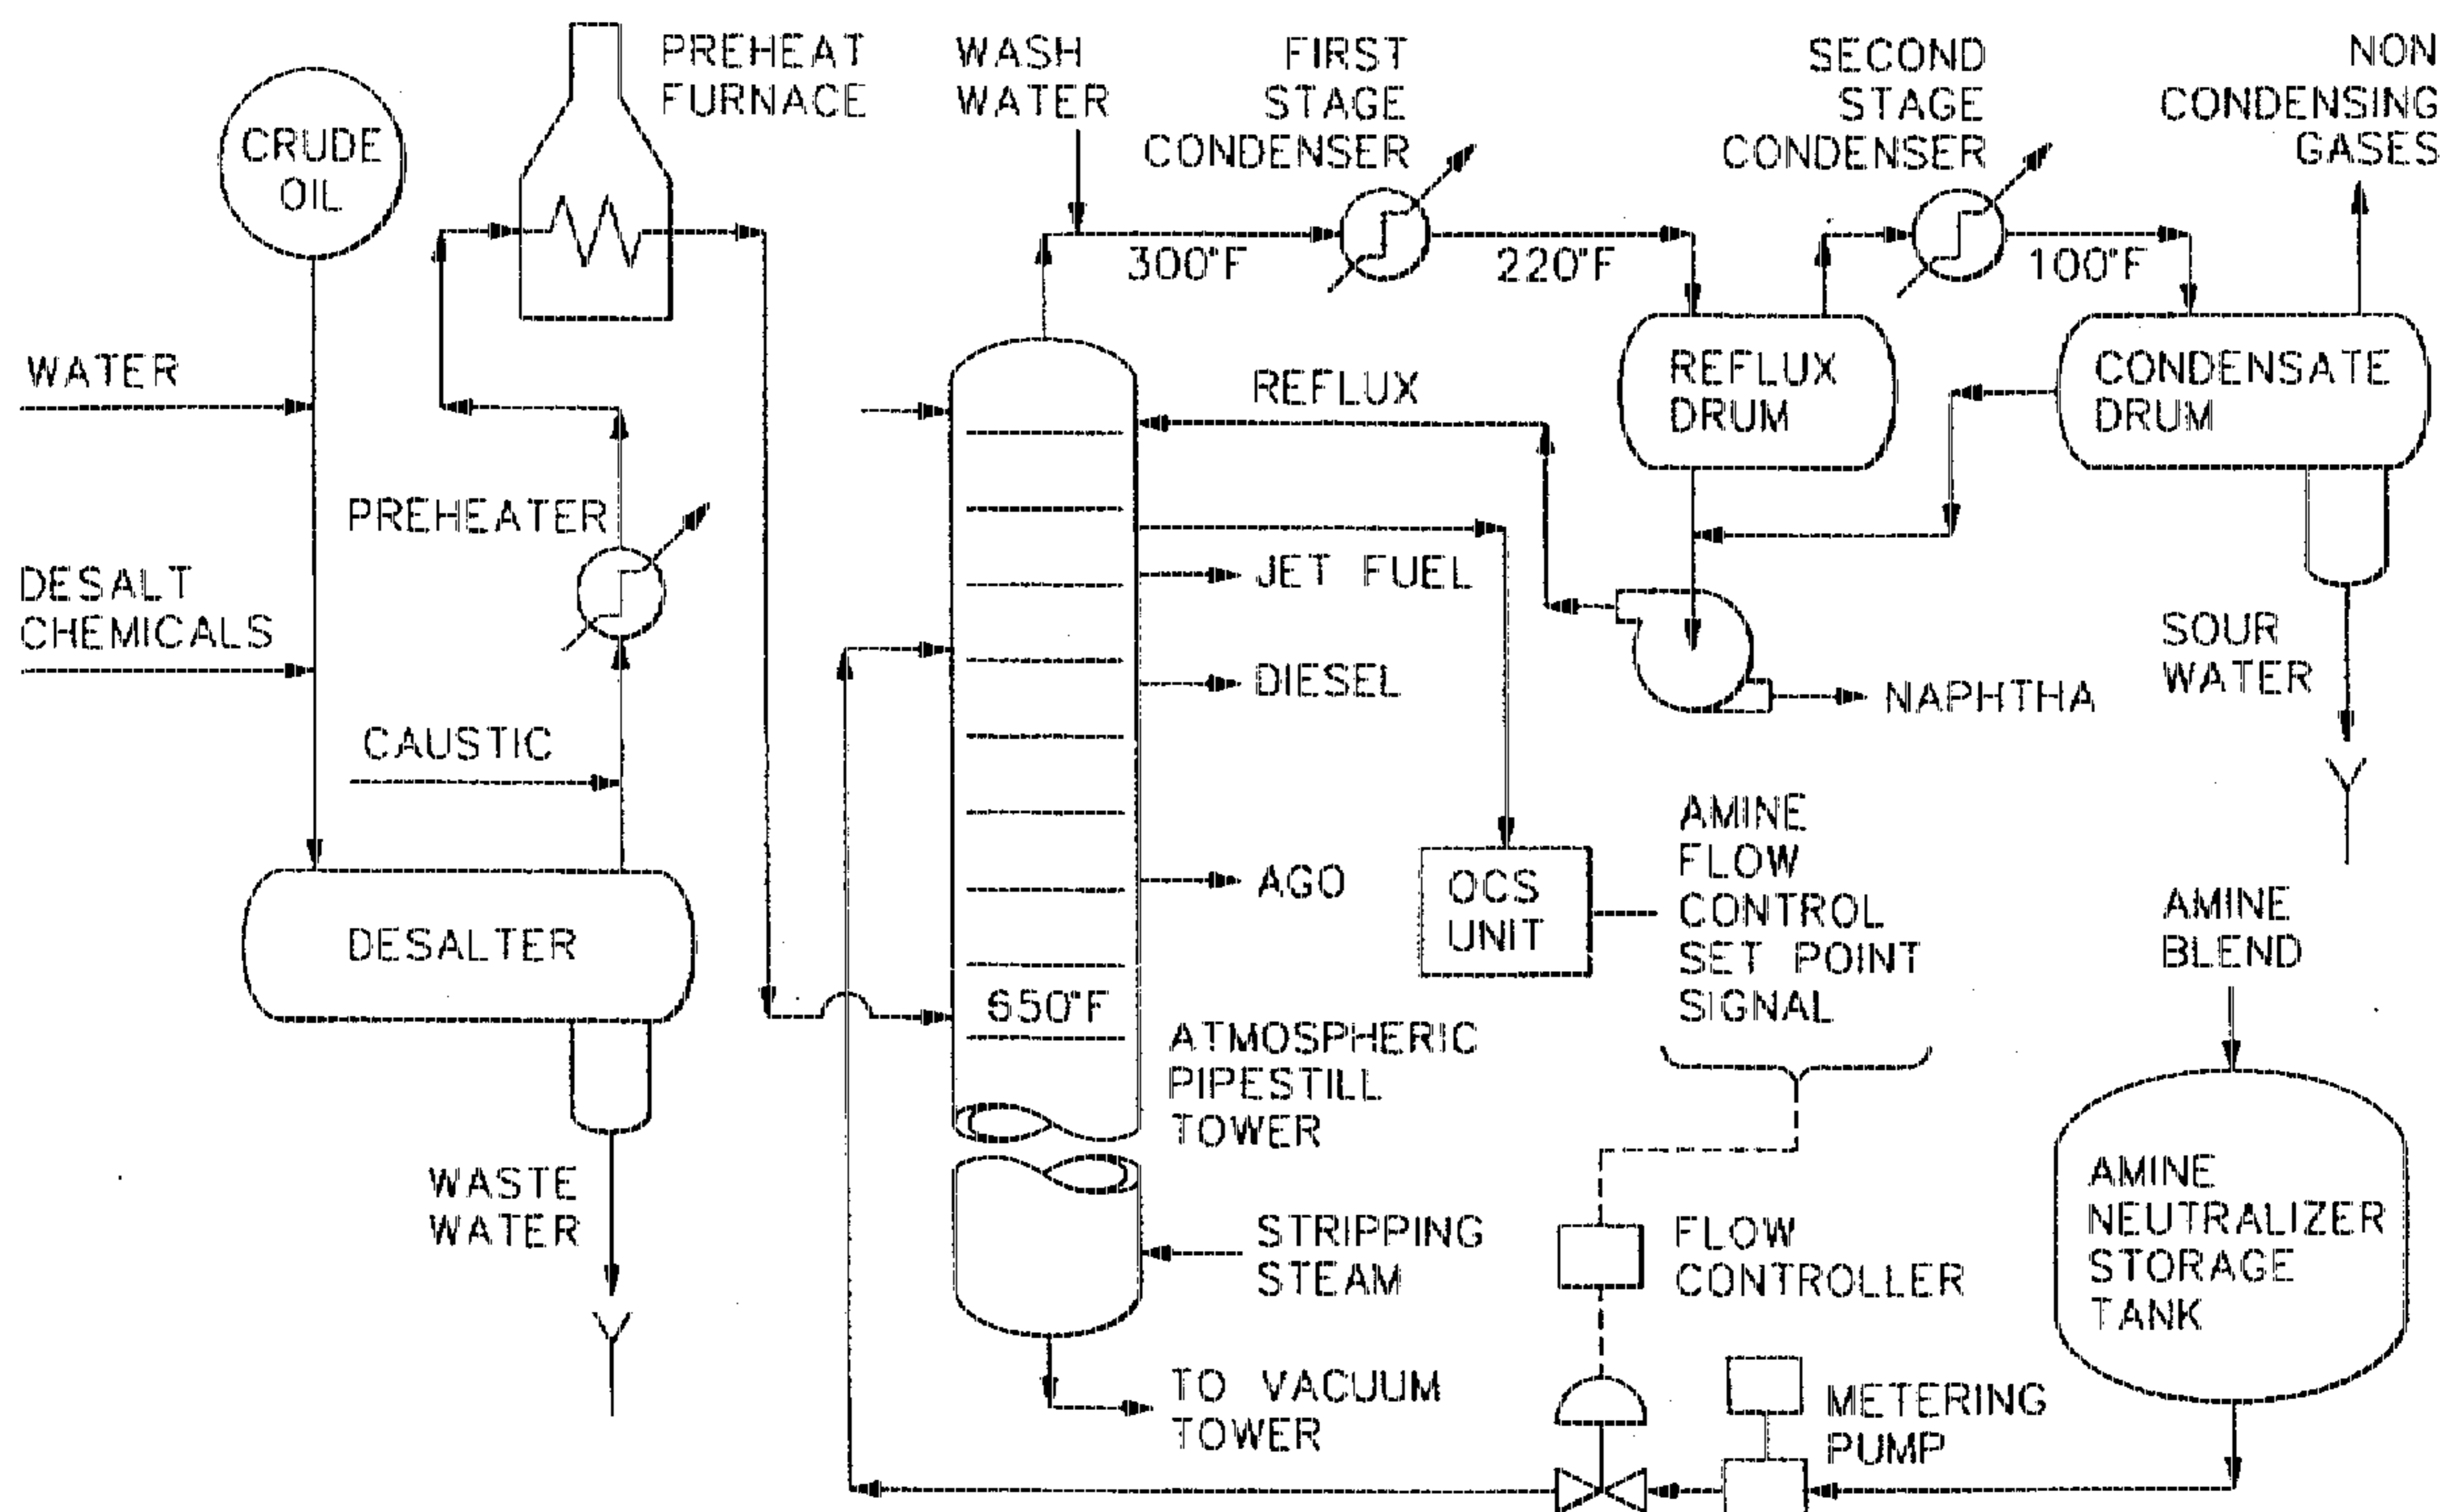 CRUDE
OIL
PREHEAT
FURNACE
WASH
WATER
FIRST
STAGE
CONDENSER
SECOND
STAGE
CONDENSER
NON
CONDENSING
GASES
300°F
220°F
100°F
WATER
REFLUX
REFLUX
DRUM
CONDENSATE
DRUM
PREHEATER
DESALT
CHEMICALS
JET FUEL
DIESEL
NAPHTHA
SOUR
WATER
CAUSTIC
AGO
OCS
UNIT
AMINE
FLOW
CONTROL
SET POINT
SIGNAL
AMINE
BLEND
DESALTER
650°F
ATMOSPHERIC
PIPESTILL
TOWER
WASTE
WATER
STRIPPING
STEAM
FLOW
CONTROLLER
AMINE
NEUTRALIZER
STORAGE
TANK
TO VACUUM
TOWER
METERING
PUMP